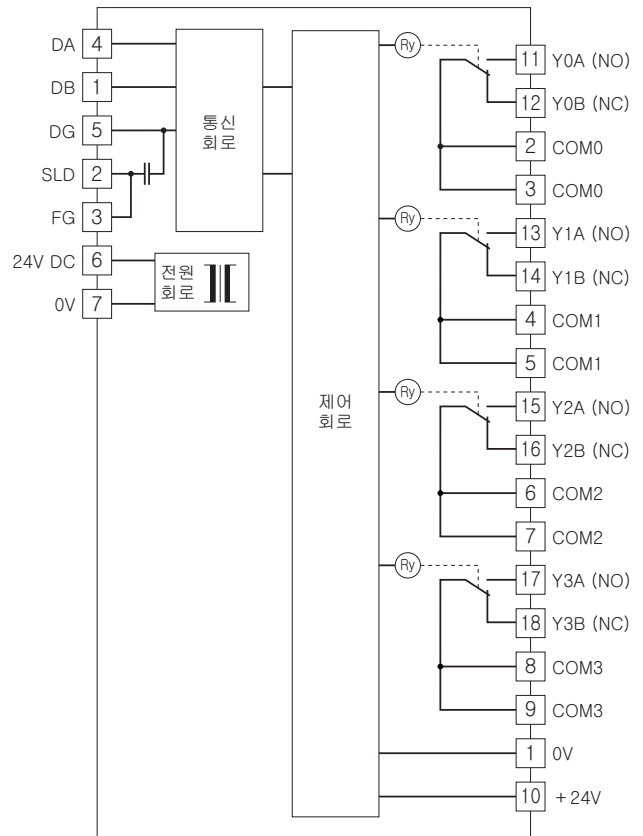 DA 4
DB 1
DG 5
SLD 2
FG 3
24V DC 6
0V 7
통신
회로
전원
회로
제어
회로
Ry
11 Y0A (NO)
12 Y0B (NC)
2 COM0
3 COM0
Ry
13 Y1A (NO)
14 Y1B (NC)
4 COM1
5 COM1
Ry
15 Y2A (NO)
16 Y2B (NC)
6 COM2
7 COM2
Ry
17 Y3A (NO)
18 Y3B (NC)
8 COM3
9 COM3
1 0V
10 +24V